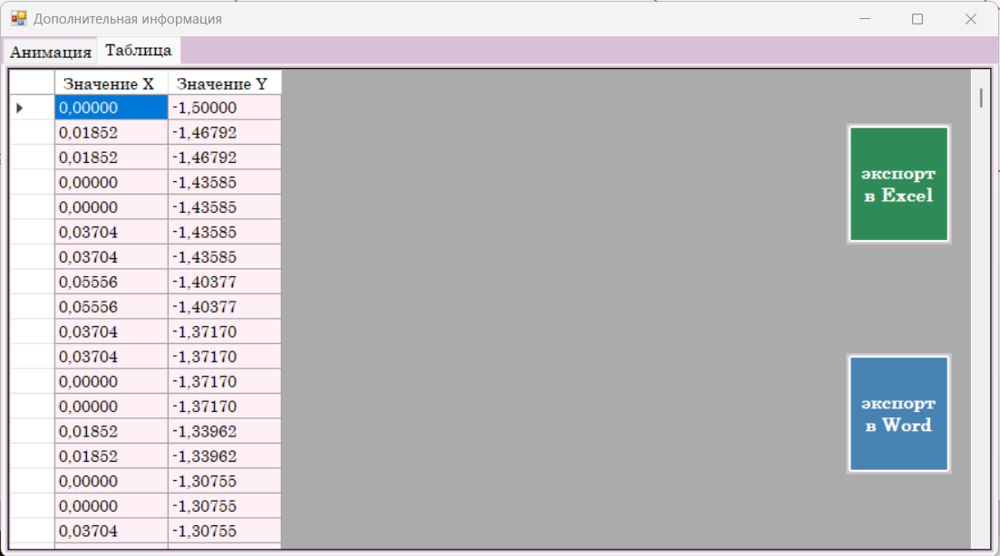 Дополнительная информация
Анимация Таблица
Значение X Значение Y
0,00000 -1,50000
0,01852 -1,46792
0,01852 -1,46792
0,00000 -1,43585
0,00000 -1,43585
0,03704 -1,43585
0,03704 -1,43585
0,05556 -1,40377
0,05556 -1,40377
0,03704 -1,37170
0,03704 -1,37170
0,00000 -1,37170
0,00000 -1,37170
0,01852 -1,33962
0,01852 -1,33962
0,00000 -1,30755
0,00000 -1,30755
0,03704 -1,30755
экспорт
в Excel
экспорт
в Word